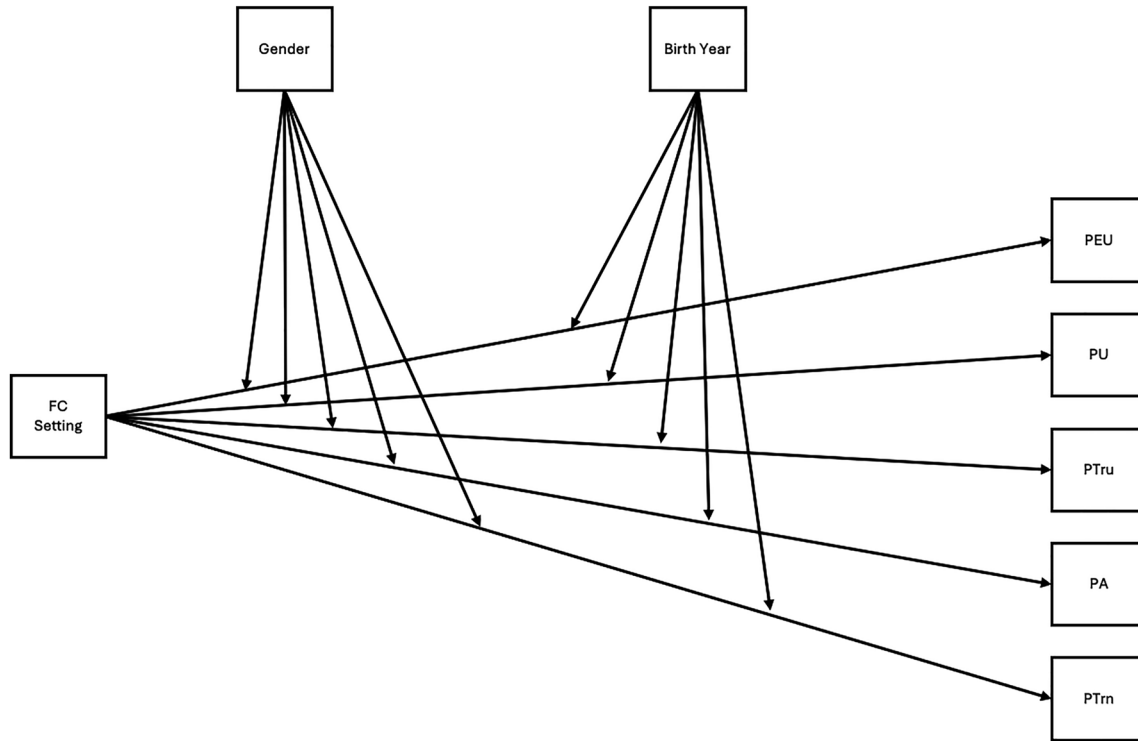 Gender
Birth Year
PEU
PU
FC
Setting
PTru
PA
PTrn